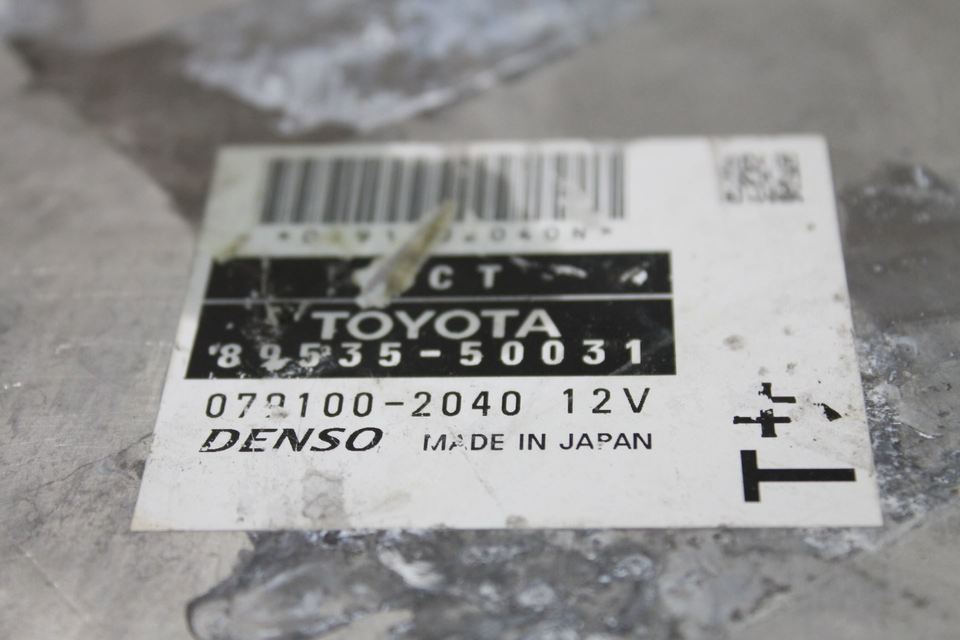 CT
TOYOTA
89535-50031
079100-2040 12V
DENSO MADE IN JAPAN
T